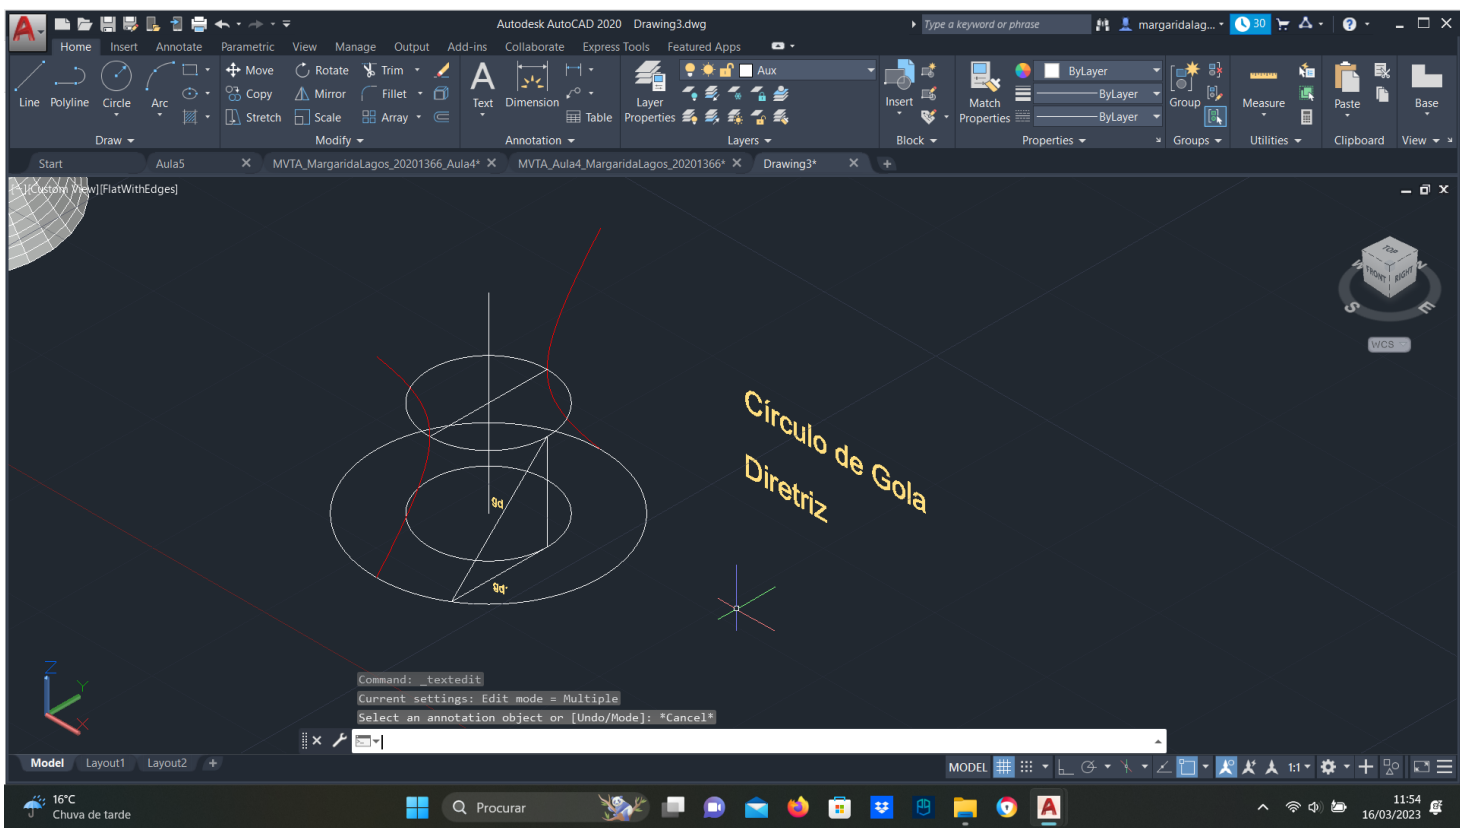 Autodesk AutoCAD 2020 Drawing3.dwg
Type a keyword or phrase
margaridalag...
30
Home Insert Annotate Parametric View Manage Output Add-ins Collaborate Express Tools Featured Apps
Line Polyline Circle Arc
Move Rotate Trim
Copy Mirror Fillet
Stretch Scale Array
Text Dimension
Table
Layer
Properties
Aux
Insert
Match
Properties
ByLayer
ByLayer
ByLayer
Group
Measure
Paste
Base
Draw Modify Annotation Layers Block Properties Groups Utilities Clipboard View
Start Aula5 MVTA_MargaridaLagos_20201366_Aula4* MVTA_Aula4_MargaridaLagos_20201366* Drawing3*
[-][Custom View][FlatWithEdges]
TOP
FRONT RIGHT
W N
S E
WCS
Círculo de Gola
Diretriz
Z
Y
X
Command: _textedit
Current settings: Edit mode = Multiple
Select an annotation object or [Undo/Mode]: *Cancel*
Model Layout1 Layout2
MODEL
1:1
16°C
Chuva de tarde
Procurar
11:54
16/03/2023